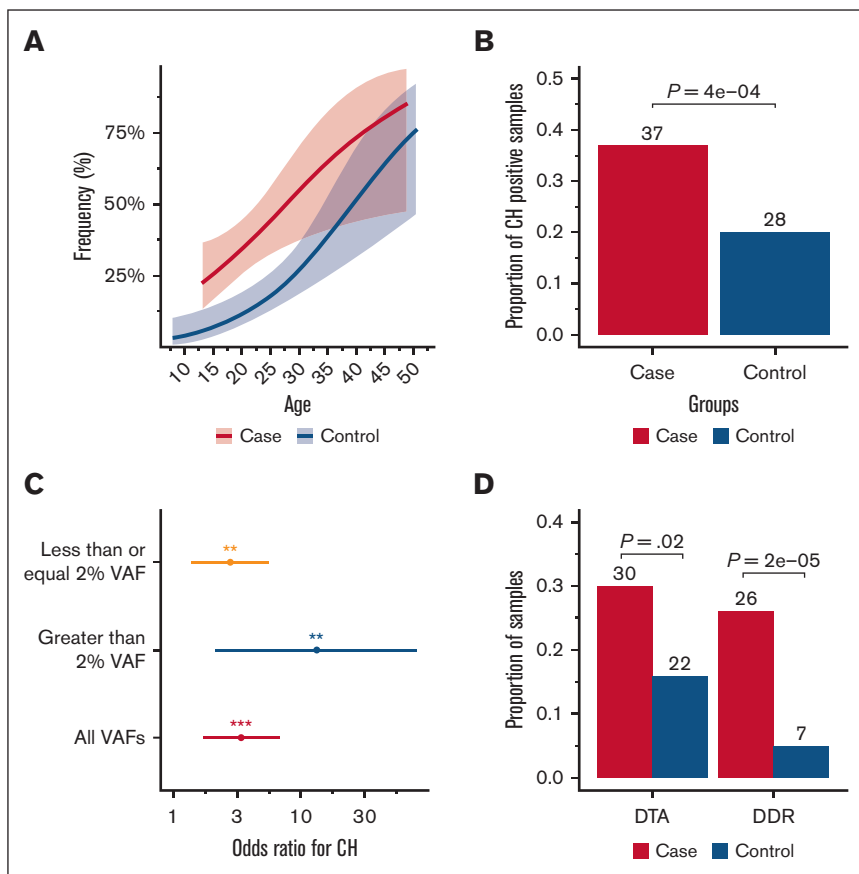 A
Frequency (%)
75%
50%
25%
10 15 20 25 30 35 40 45 50
Age
Case Control
B
Proportion of CH positive samples
0.5
0.4
0.3
0.2
0.1
0.0
P = 4e–04
37
28
Case Control
Groups
Case Control
C
Less than or
equal 2% VAF
**
Greater than
2% VAF
**
All VAFs
***
1 3 10 30
Odds ratio for CH
D
Proportion of samples
0.4
0.3
0.2
0.1
0.0
P = .02
30
22
P = 2e–05
26
7
DTA DDR
Case Control